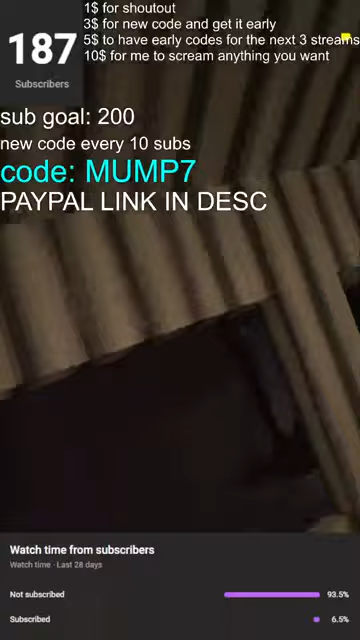 1$ for shoutout
3$ for new code and get it early
5$ to have early codes for the next 3 streams
10$ for me to scream anything you want
187
Subscribers
sub goal: 200
new code every 10 subs
code: MUMP7
PAYPAL LINK IN DESC
Watch time from subscribers
Watch time · Last 28 days
Not subscribed 93.5%
Subscribed 6.5%